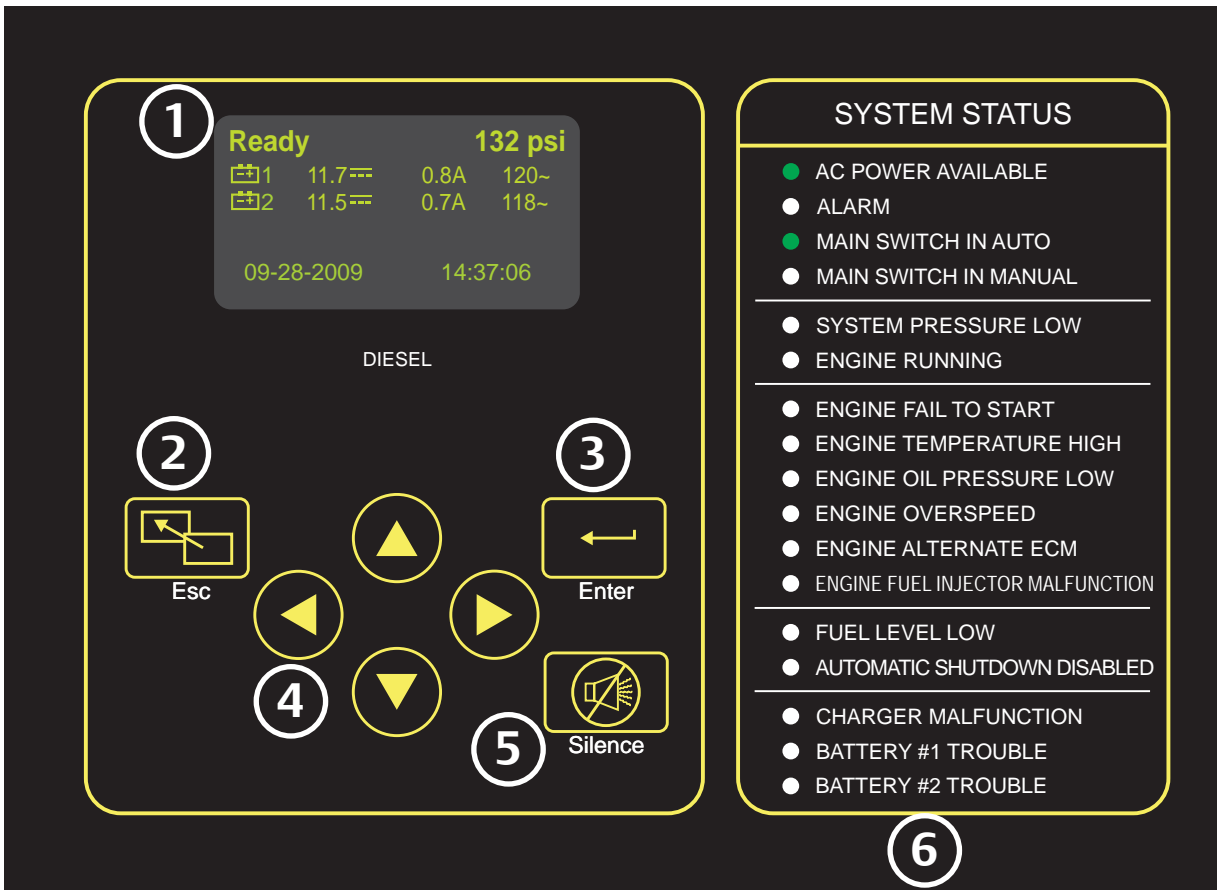 1
Ready 132 psi
1 11.7 0.8A 120~
2 11.5 0.7A 118~
09-28-2009 14:37:06
DIESEL
2
3
Esc
Enter
4
5
Silence
SYSTEM STATUS
AC POWER AVAILABLE
ALARM
MAIN SWITCH IN AUTO
MAIN SWITCH IN MANUAL
SYSTEM PRESSURE LOW
ENGINE RUNNING
ENGINE FAIL TO START
ENGINE TEMPERATURE HIGH
ENGINE OIL PRESSURE LOW
ENGINE OVERSPEED
ENGINE ALTERNATE ECM
ENGINE FUEL INJECTOR MALFUNCTION
FUEL LEVEL LOW
AUTOMATIC SHUTDOWN DISABLED
CHARGER MALFUNCTION
BATTERY #1 TROUBLE
BATTERY #2 TROUBLE
6